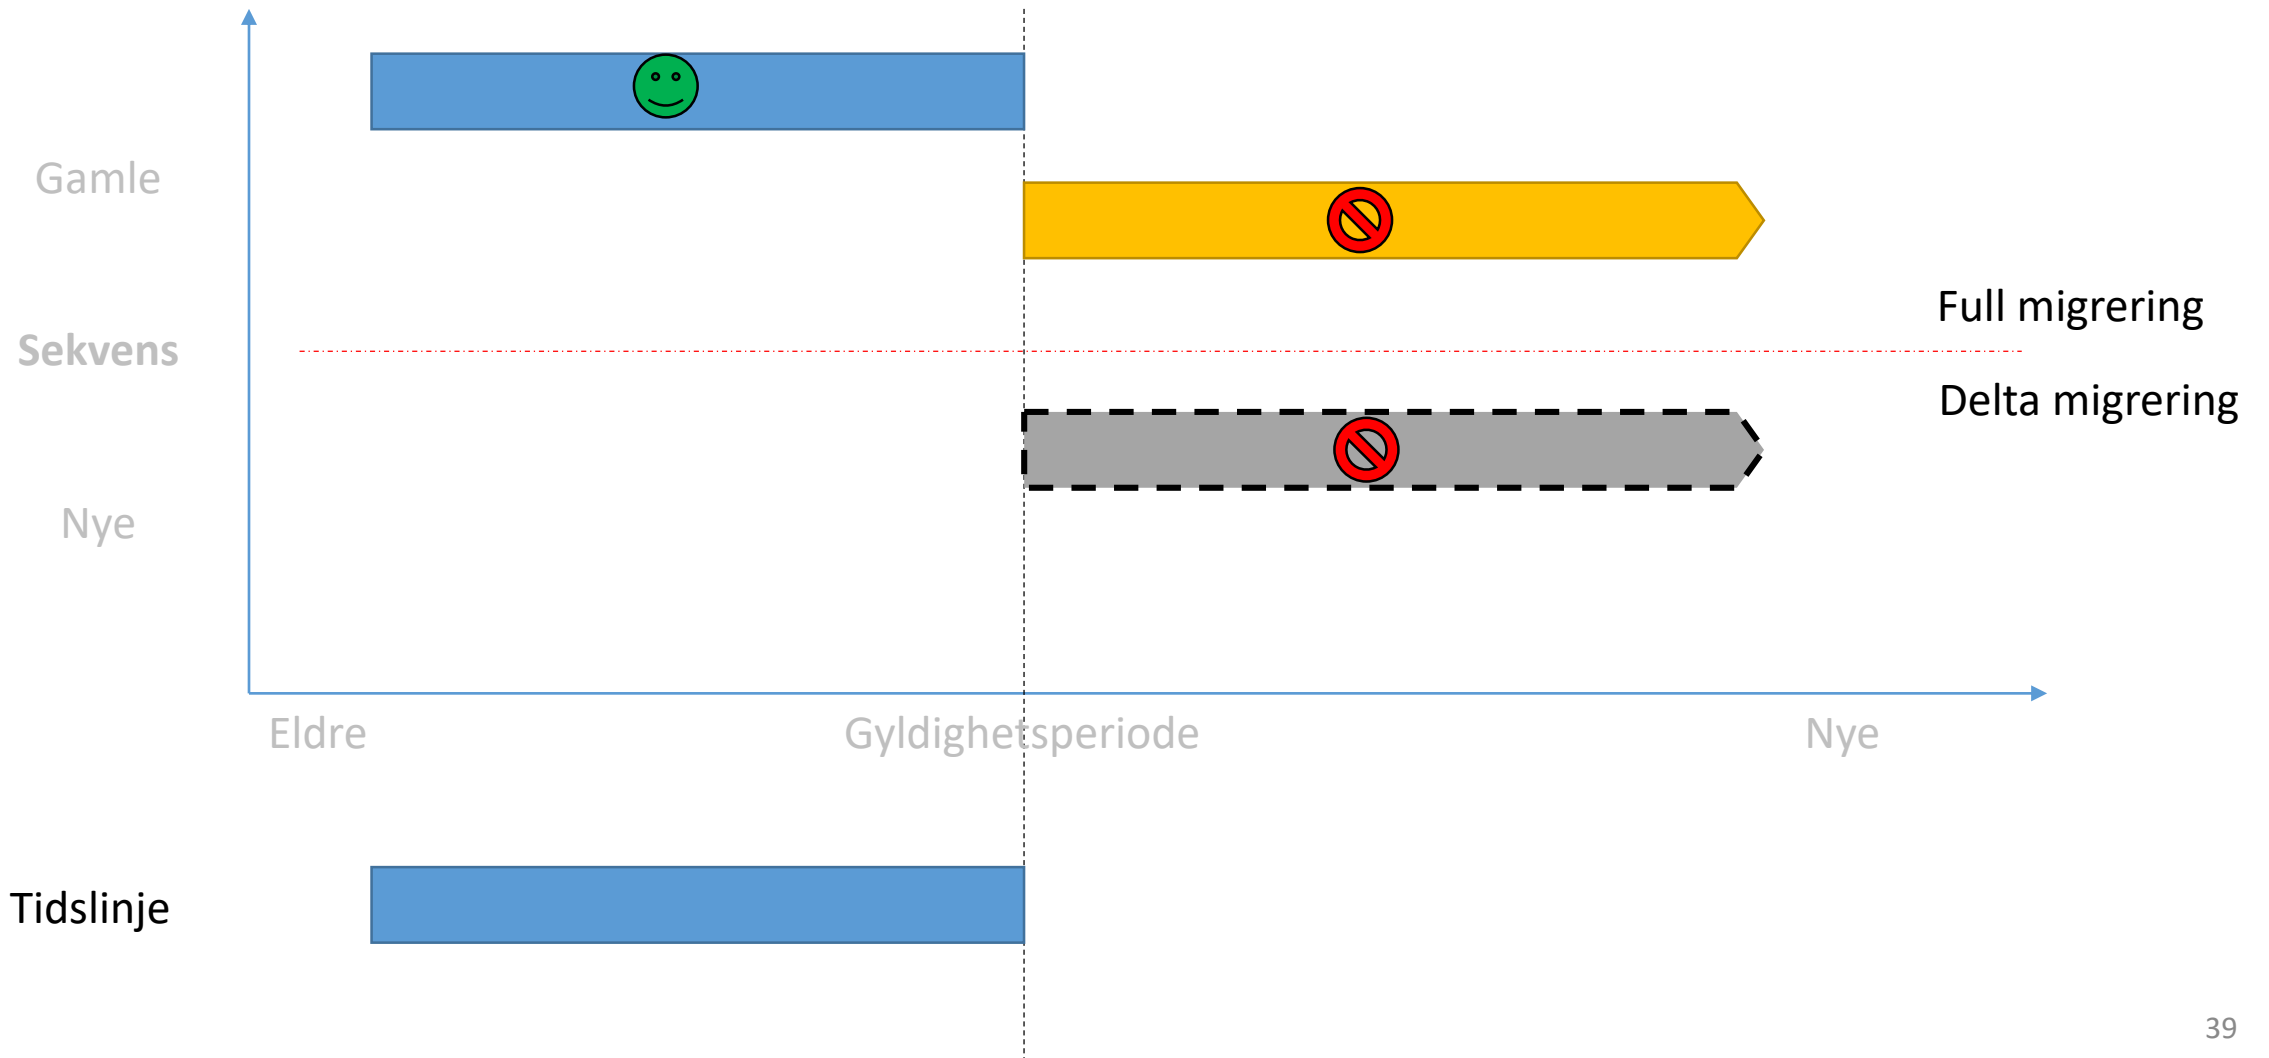 Gamle
Full migrering
Sekvens
Delta migrering
Nye
Eldre
Gyldighetsperiode
Nye
Tidslinje
39